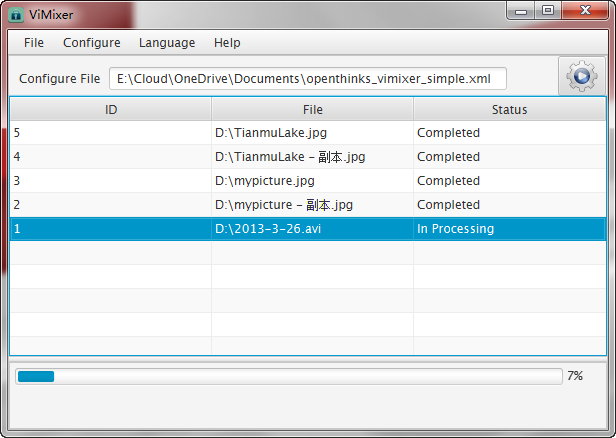 ViMixer
File Configure Language Help
Configure File E:\Cloud\OneDrive\Documents\openthinks_vimixer_simple.xml
ID File Status
5 D:\TianmuLake.jpg Completed
4 D:\TianmuLake - 副本.jpg Completed
3 D:\mypicture.jpg Completed
2 D:\mypicture - 副本.jpg Completed
1 D:\2013-3-26.avi In Processing
7%